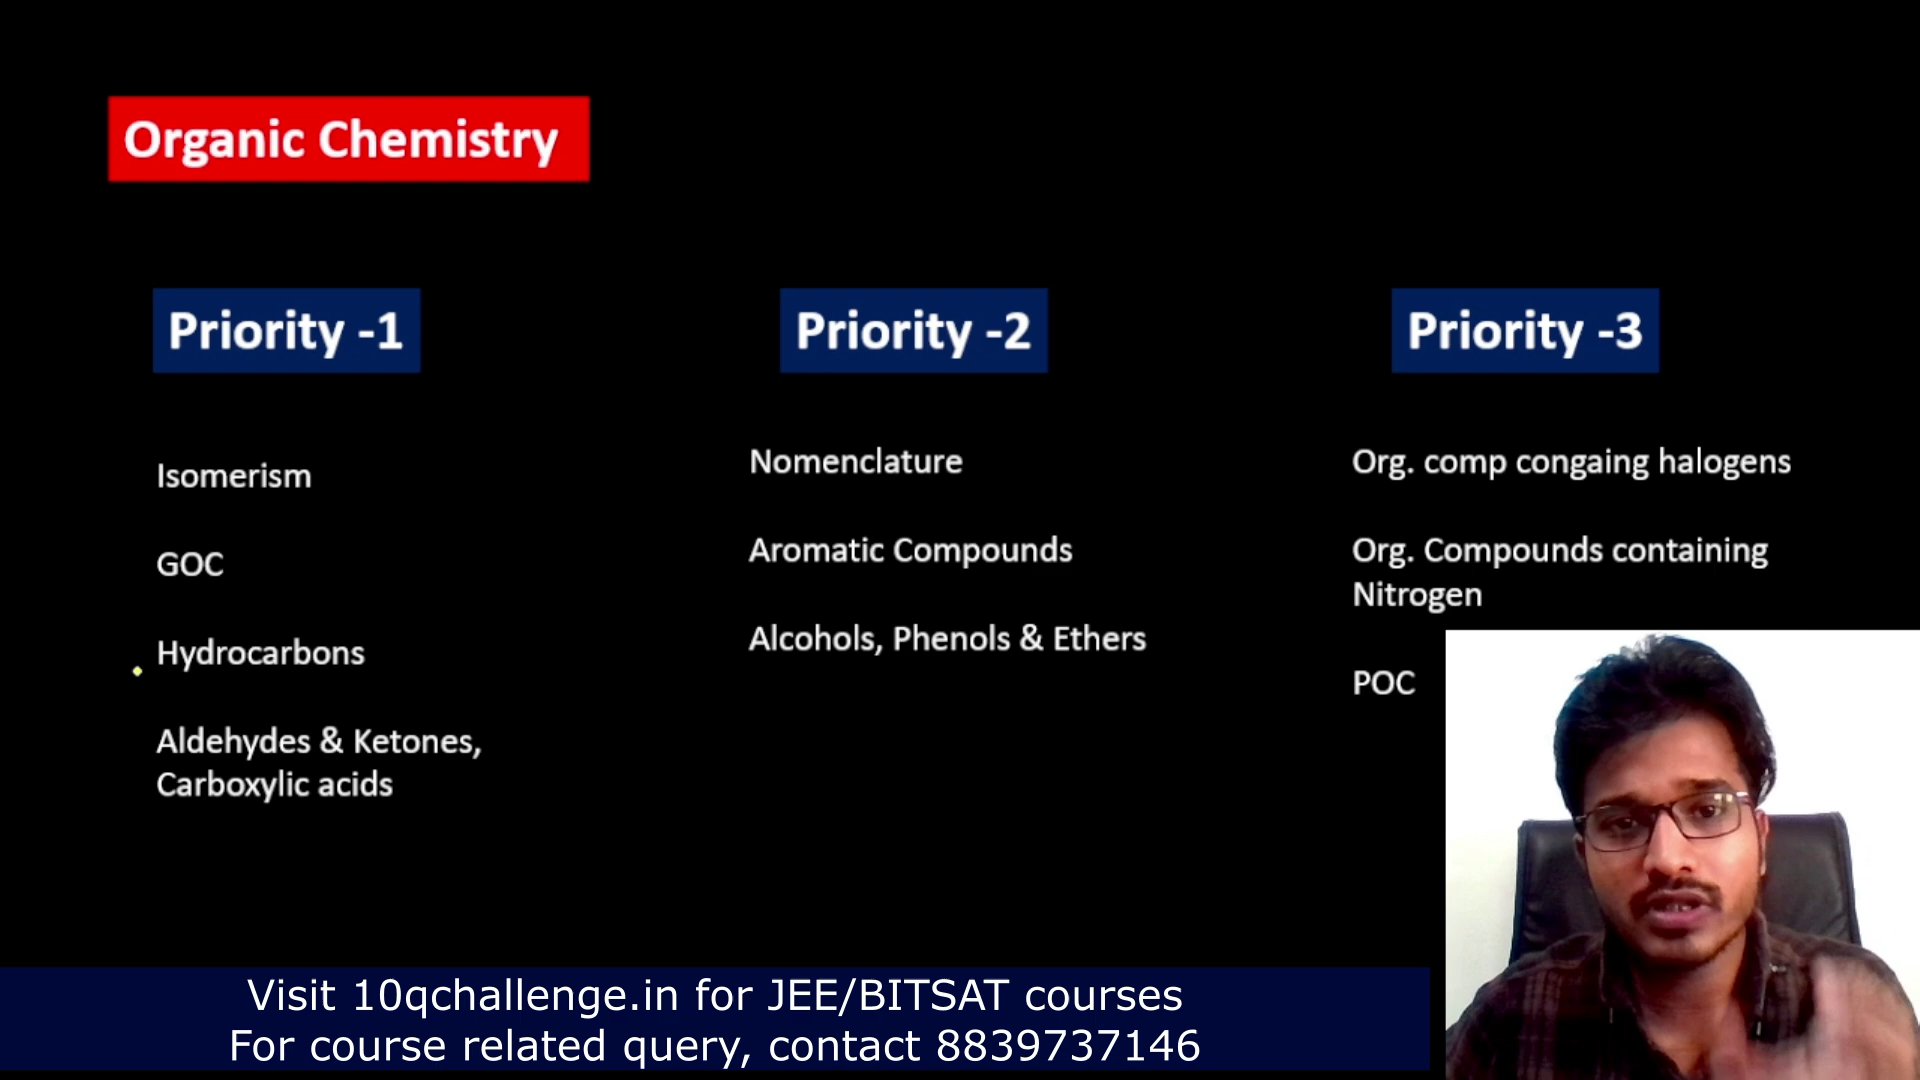 Organic Chemistry
Priority -1
Isomerism
GOC
Hydrocarbons
Aldehydes & Ketones,
Carboxylic acids
Priority -2
Nomenclature
Aromatic Compounds
Alcohols, Phenols & Ethers
Priority -3
Org. comp congaing halogens
Org. Compounds containing
Nitrogen
POC
Visit 10qchallenge.in for JEE/BITSAT courses
For course related query, contact 8839737146